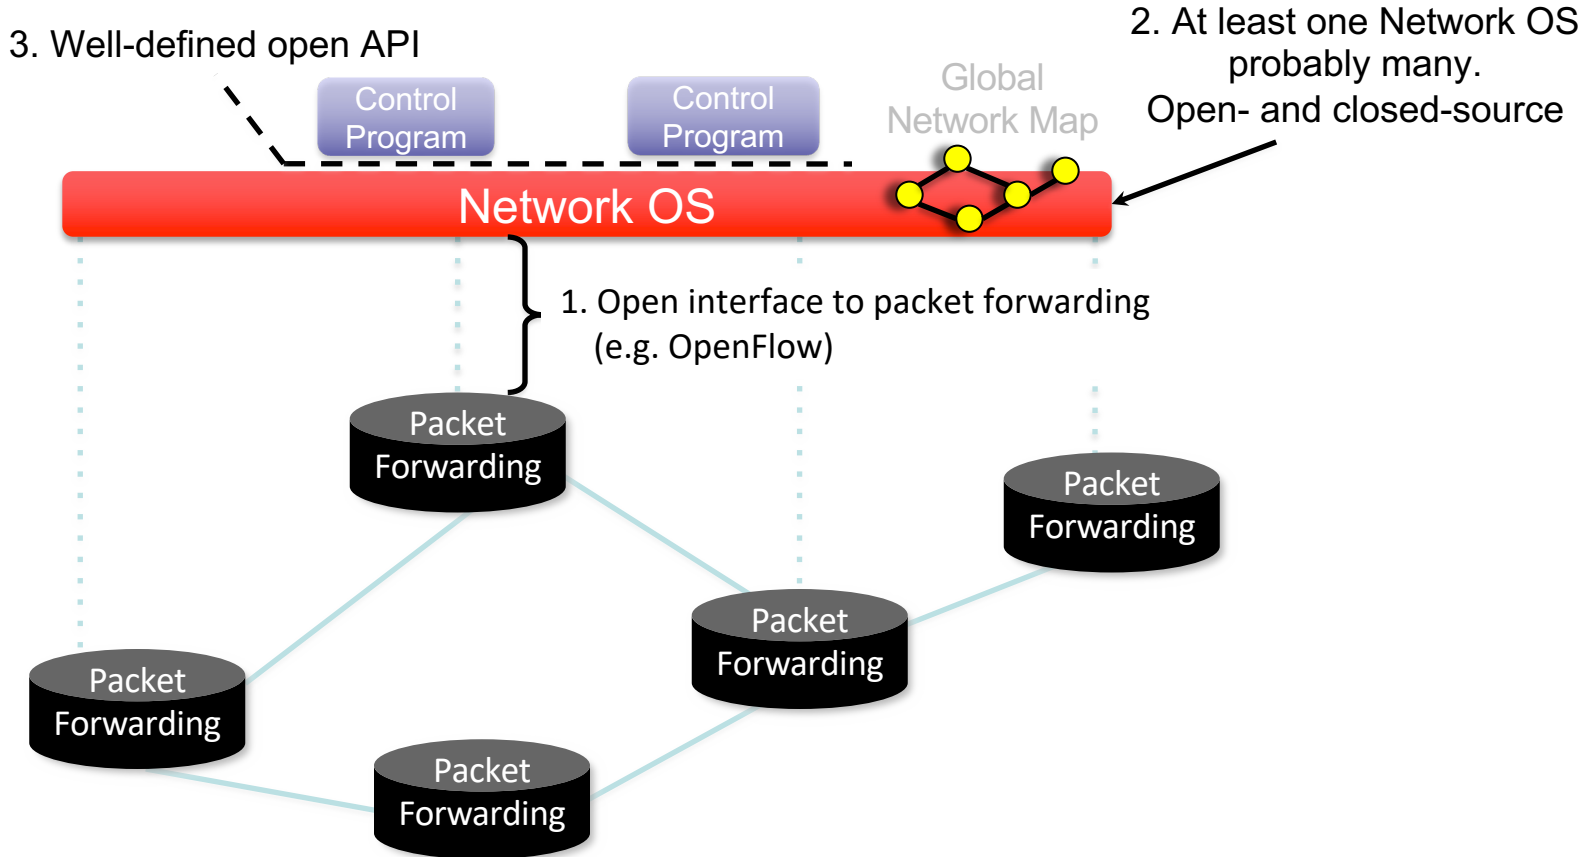 3. Well-defined open API
2. At least one Network OS
probably many.
Open- and closed-source
Control
Program
Control
Program
Global
Network Map
Network OS
1. Open interface to packet forwarding
(e.g. OpenFlow)
Packet
Forwarding
Packet
Forwarding
Packet
Forwarding
Packet
Forwarding
Packet
Forwarding